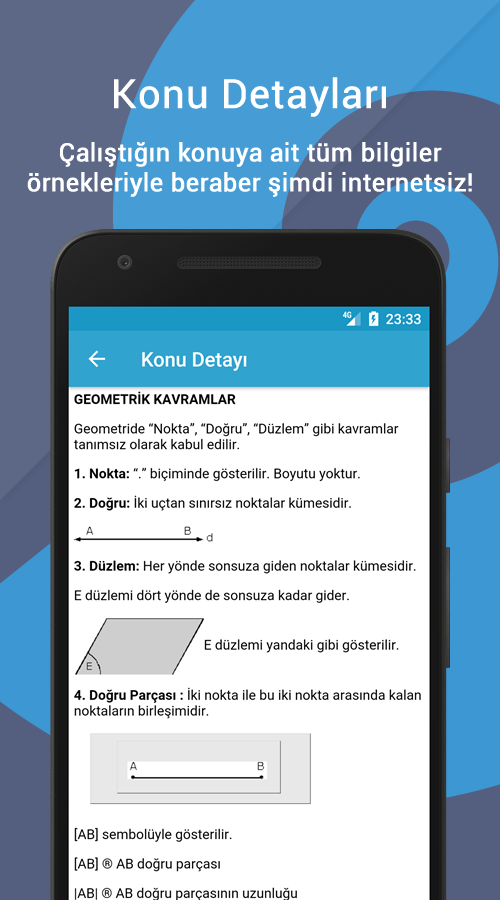 Konu Detayları
Çalıştığın konuya ait tüm bilgiler
örnekleriyle beraber şimdi internetsiz!
4G 23:33
Konu Detayı
GEOMETRİK KAVRAMLAR
Geometride “Nokta”, “Doğru”, “Düzlem” gibi kavramlar
tanımsız olarak kabul edilir.
1. Nokta: “.” biçiminde gösterilir. Boyutu yoktur.
2. Doğru: İki uçtan sınırsız noktalar kümesidir.
A B d
3. Düzlem: Her yönde sonsuza giden noktalar kümesidir.
E düzlemi dört yönde de sonsuza kadar gider.
E
E düzlemi yandaki gibi gösterilir.
4. Doğru Parçası : İki nokta ile bu iki nokta arasında kalan
noktaların birleşimidir.
A B
[AB] sembolüyle gösterilir.
[AB] ® AB doğru parçası
|AB| ® AB doğru parçasının uzunluğu